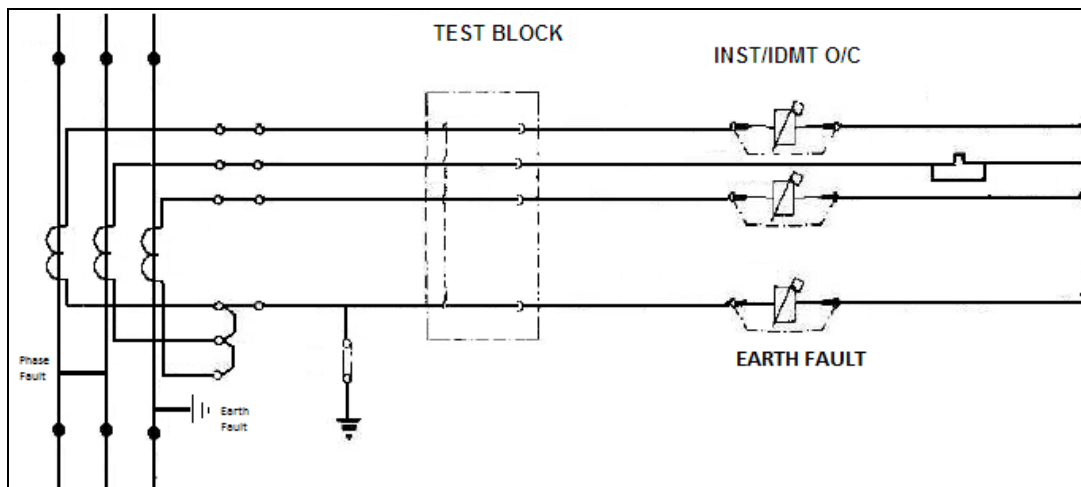 TEST BLOCK
INST/IDMT O/C
Phase
Fault
EARTH FAULT
Earth
Fault